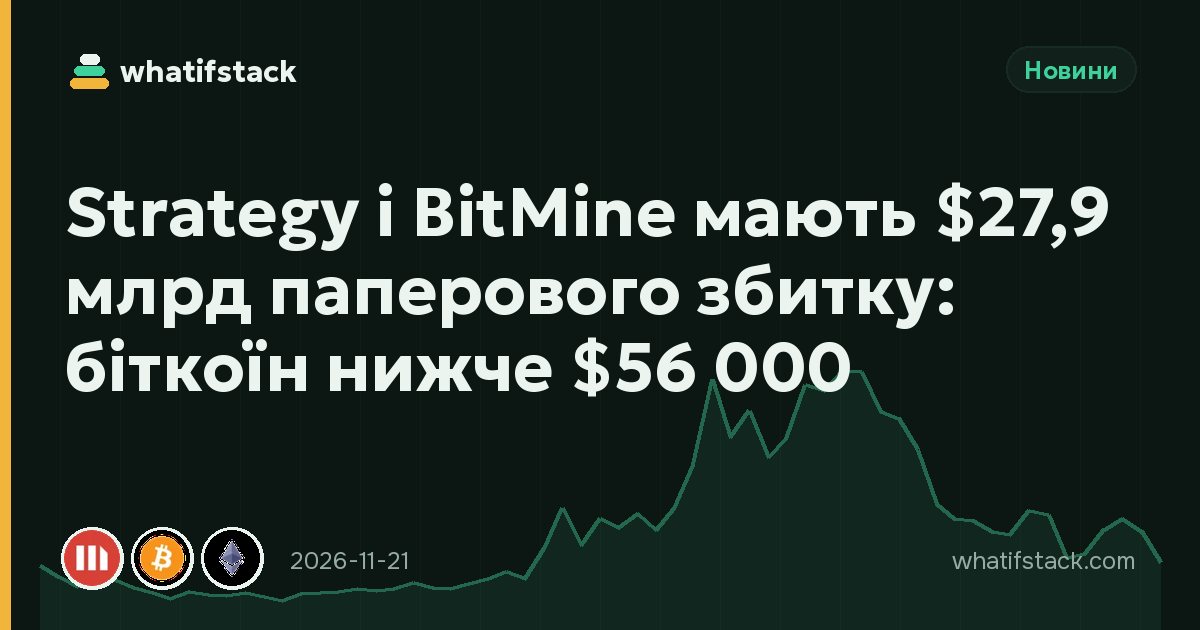 whatifstack
Новини
Strategy і BitMine мають $27,9
млрд паперового збитку:
біткоїн нижче $56 000
2026-11-21
whatifstack.com